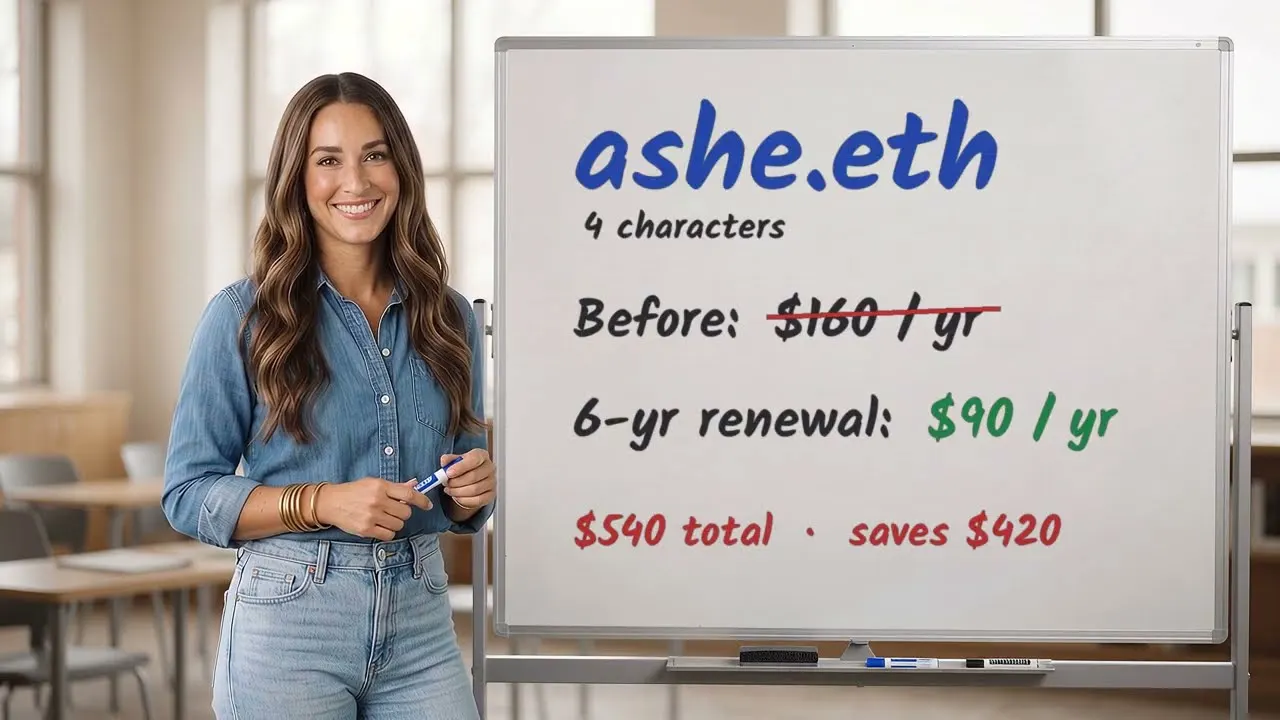 ashe.eth
4 characters
Before: $160 / yr
6-yr renewal: $90 / yr
$540 total · saves $420